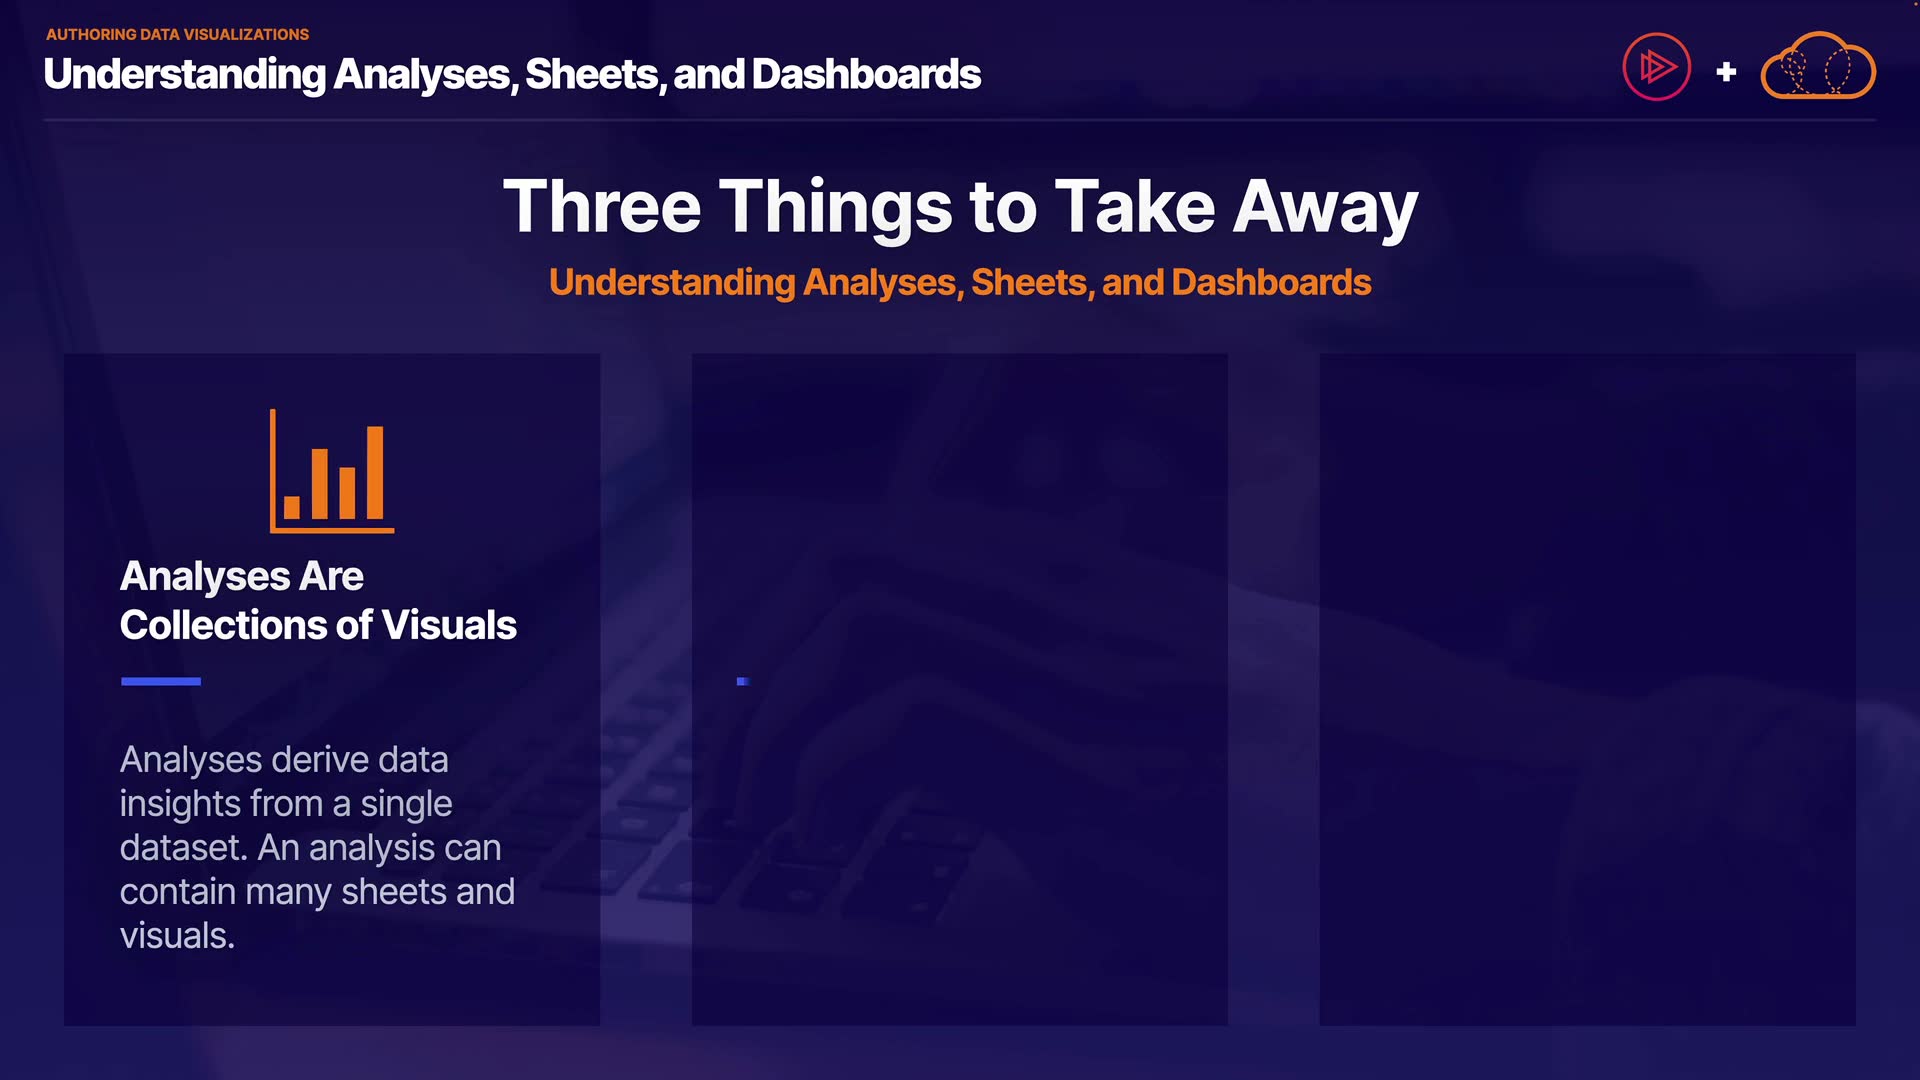 AUTHORING DATA VISUALIZATIONS
Understanding Analyses, Sheets, and Dashboards
+
Three Things to Take Away
Understanding Analyses, Sheets, and Dashboards
Analyses Are
Collections of Visuals
Analyses derive data
insights from a single
dataset. An analysis can
contain many sheets and
visuals.